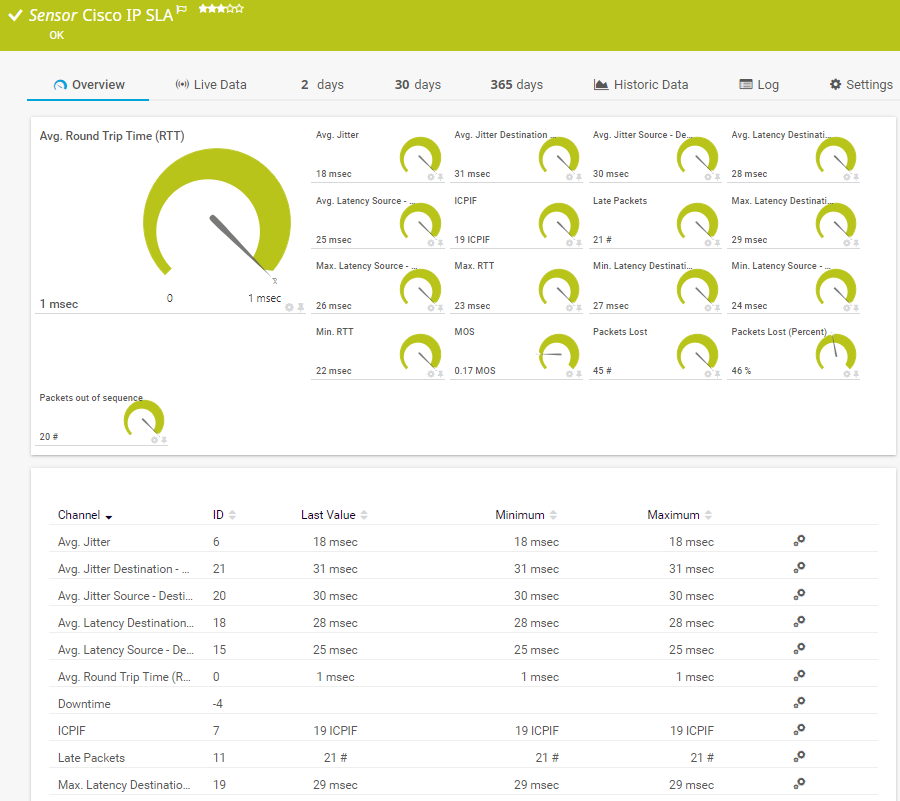 Sensor Cisco IP SLA
OK
Overview Live Data 2 days 30 days 365 days Historic Data Log Settings
Avg. Round Trip Time (RTT)
0 1 msec
1 msec
Avg. Jitter
18 msec
Avg. Jitter Destination ...
31 msec
Avg. Jitter Source - De...
30 msec
Avg. Latency Destinati...
28 msec
Avg. Latency Source - ...
25 msec
ICPIF
19 ICPIF
Late Packets
21 #
Max. Latency Destinati...
29 msec
Max. Latency Source - ...
26 msec
Max. RTT
23 msec
Min. Latency Destinati...
27 msec
Min. Latency Source - ...
24 msec
Min. RTT
22 msec
MOS
0.17 MOS
Packets Lost
45 #
Packets Lost (Percent)
46 %
Packets out of sequence
20 #
Channel ID Last Value Minimum Maximum
Avg. Jitter 6 18 msec 18 msec 18 msec
Avg. Jitter Destination - ... 21 31 msec 31 msec 31 msec
Avg. Jitter Source - Desti... 20 30 msec 30 msec 30 msec
Avg. Latency Destination... 18 28 msec 28 msec 28 msec
Avg. Latency Source - De... 15 25 msec 25 msec 25 msec
Avg. Round Trip Time (R... 0 1 msec 1 msec 1 msec
Downtime -4
ICPIF 7 19 ICPIF 19 ICPIF 19 ICPIF
Late Packets 11 21 # 21 # 21 #
Max. Latency Destinatio... 19 29 msec 29 msec 29 msec